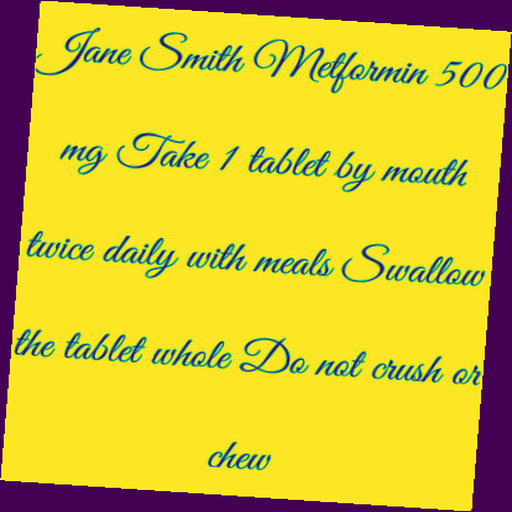 Jane Smith Metformin 500
mg Take 1 tablet by mouth
twice daily with meals Swallow
the tablet whole Do not crush or
chew